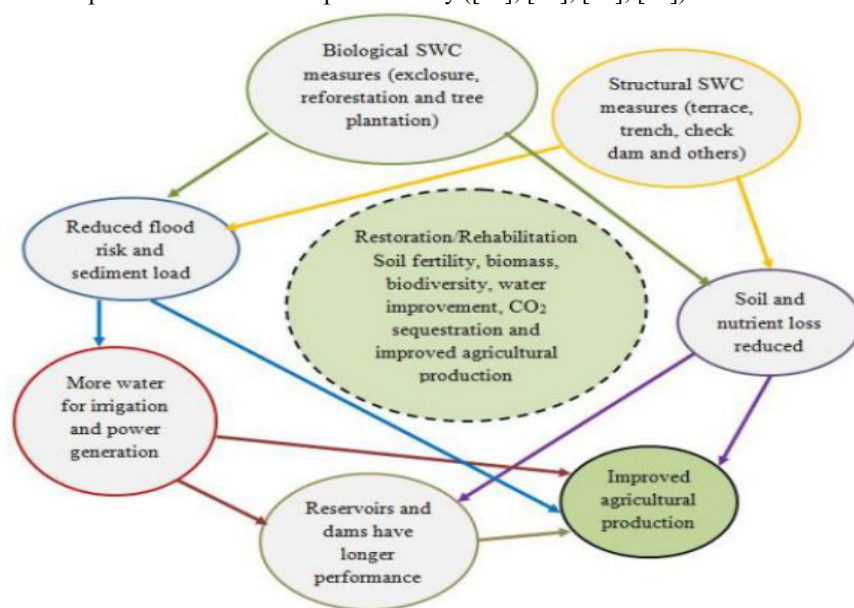 Biological SWC
measures (exclosure,
reforestation and tree
plantation)
Structural SWC
measures (terrace,
trench, check
dam and others)
Reduced flood
risk and
sediment load
Restoration/Rehabilitation
Soil fertility, biomass,
biodiversity, water
improvement, CO₂
sequestration and
improved agricultural
production
Soil and
nutrient loss
reduced
More water
for irrigation
and power
generation
Improved
agricultural
production
Reservoirs and
dams have
longer
performance